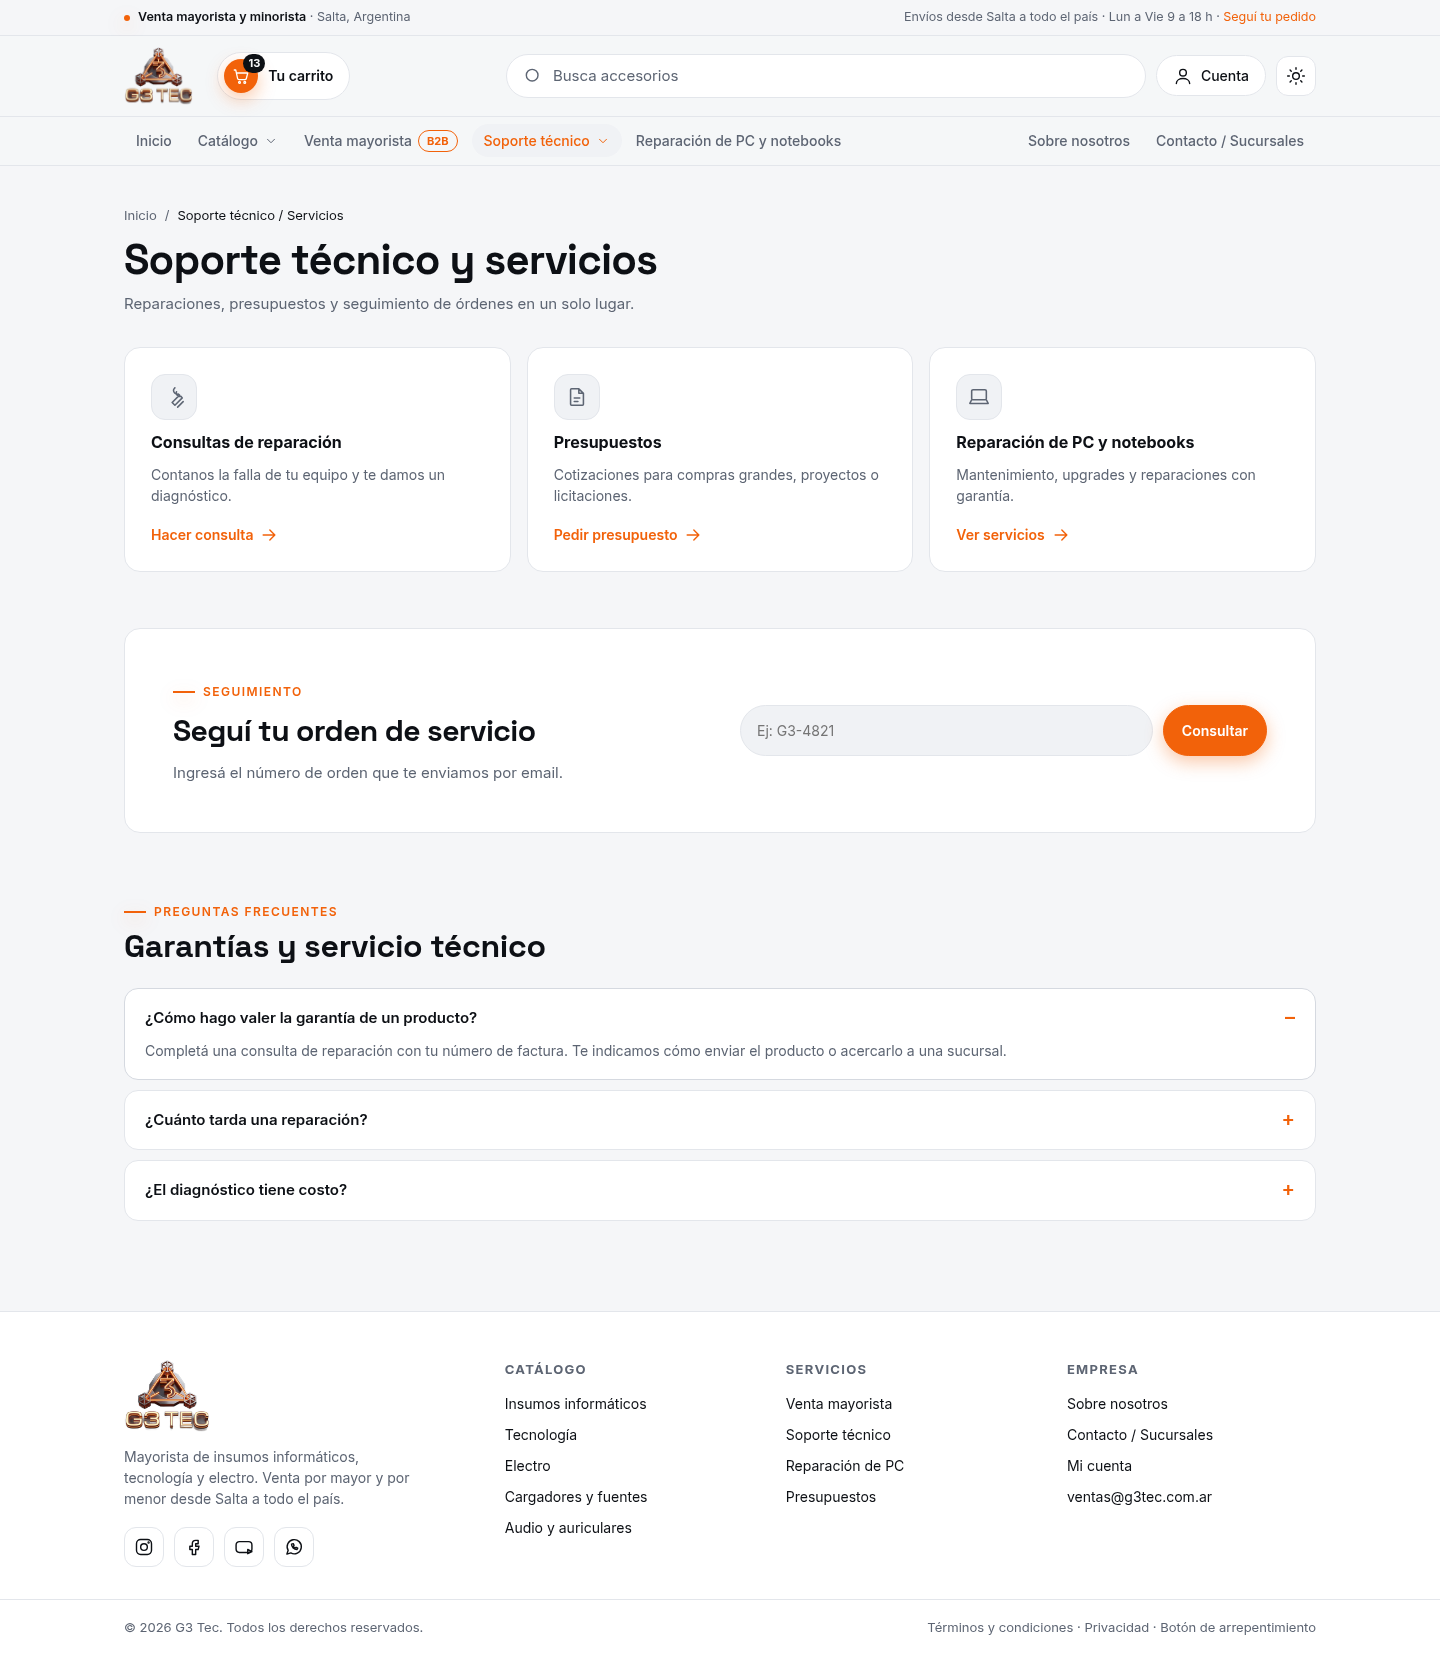 Venta mayorista y minorista · Salta, Argentina
Envíos desde Salta a todo el país · Lun a Vie 9 a 18 h · Seguí tu pedido
G3 TEC
13
Tu carrito
Busca accesorios
Cuenta
Inicio
Catálogo
Venta mayorista B2B
Soporte técnico
Reparación de PC y notebooks
Sobre nosotros
Contacto / Sucursales
Inicio / Soporte técnico / Servicios
Soporte técnico y servicios
Reparaciones, presupuestos y seguimiento de órdenes en un solo lugar.
Consultas de reparación
Contanos la falla de tu equipo y te damos un
diagnóstico.
Hacer consulta
Presupuestos
Cotizaciones para compras grandes, proyectos o
licitaciones.
Pedir presupuesto
Reparación de PC y notebooks
Mantenimiento, upgrades y reparaciones con
garantía.
Ver servicios
SEGUIMIENTO
Seguí tu orden de servicio
Ingresá el número de orden que te enviamos por email.
Ej: G3-4821
Consultar
PREGUNTAS FRECUENTES
Garantías y servicio técnico
¿Cómo hago valer la garantía de un producto?
Completá una consulta de reparación con tu número de factura. Te indicamos cómo enviar el producto o acercarlo a una sucursal.
¿Cuánto tarda una reparación?
¿El diagnóstico tiene costo?
3
G3 TEC
Mayorista de insumos informáticos,
tecnología y electro. Venta por mayor y por
menor desde Salta a todo el país.
CATÁLOGO
Insumos informáticos
Tecnología
Electro
Cargadores y fuentes
Audio y auriculares
SERVICIOS
Venta mayorista
Soporte técnico
Reparación de PC
Presupuestos
EMPRESA
Sobre nosotros
Contacto / Sucursales
Mi cuenta
ventas@g3tec.com.ar
© 2026 G3 Tec. Todos los derechos reservados.
Términos y condiciones · Privacidad · Botón de arrepentimiento